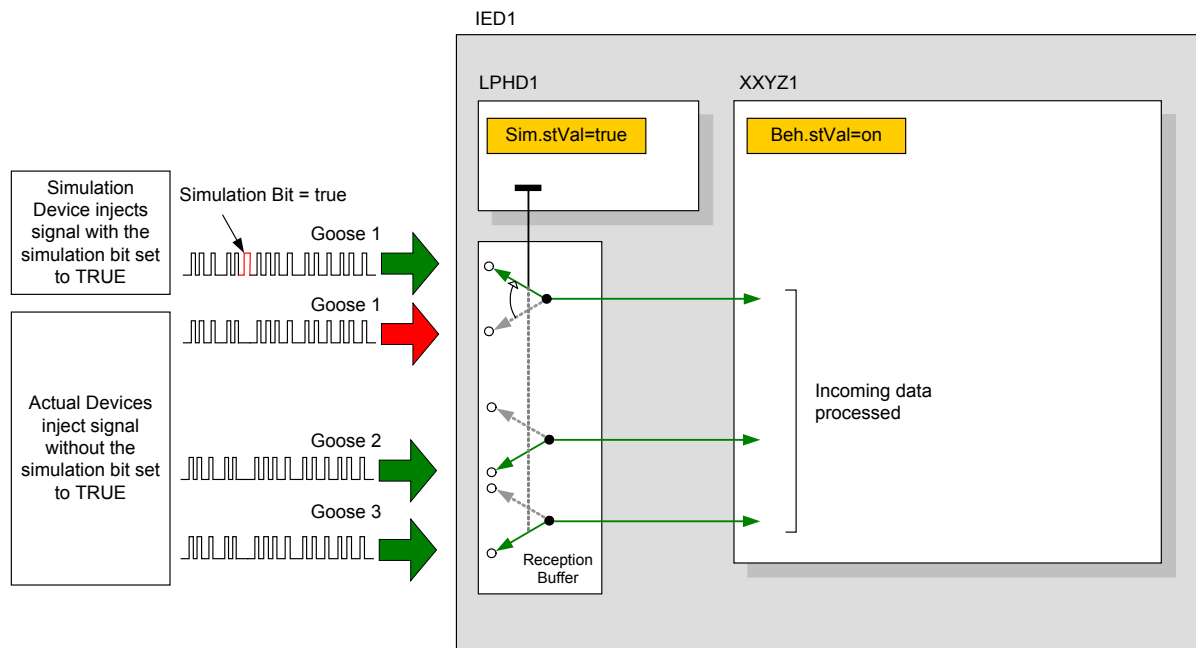 IED1
LPHD1
XXYZ1
Sim.stVal=true
Beh.stVal=on
Simulation
Device injects
signal with the
simulation bit set
to TRUE
Simulation Bit = true
Goose 1
Goose 1
Actual Devices
inject signal
without the
simulation bit set
to TRUE
Goose 2
Goose 3
Incoming data
processed
Reception
Buffer